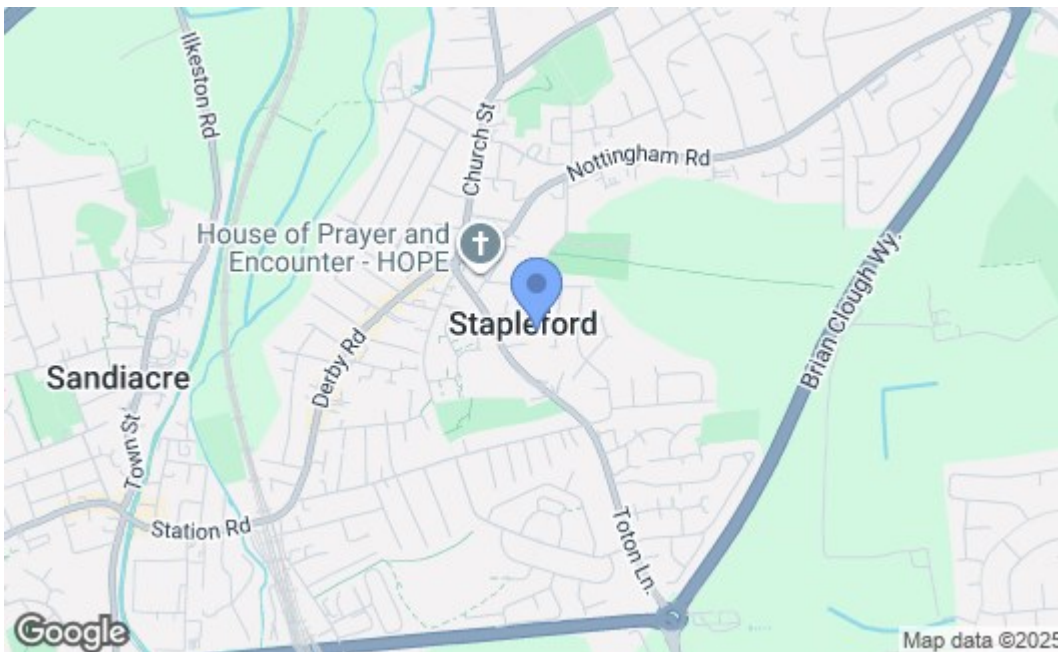 Ilkeston Rd
Church St
Nottingham Rd
House of Prayer and
Encounter - HOPE
Stapleford
Brian Clough Wy.
Derby Rd
Sandiacre
Town St
Station Rd
Toton Ln.
Google
Map data ©2025